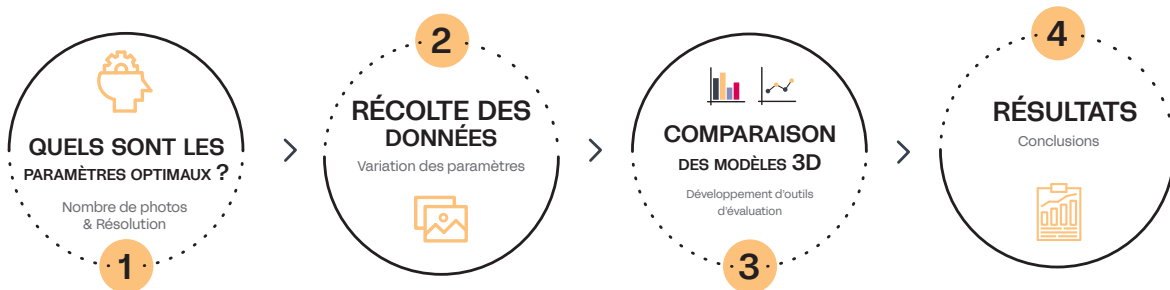 QUELS SONT LES
PARAMÈTRES OPTIMAUX ?
Nombre de photos
& Résolution
1
2
RÉCOLTE DES
DONNÉES
Variation des paramètres
COMPARAISON
DES MODÈLES 3D
Développement d'outils
d'évaluation
3
4
RÉSULTATS
Conclusions